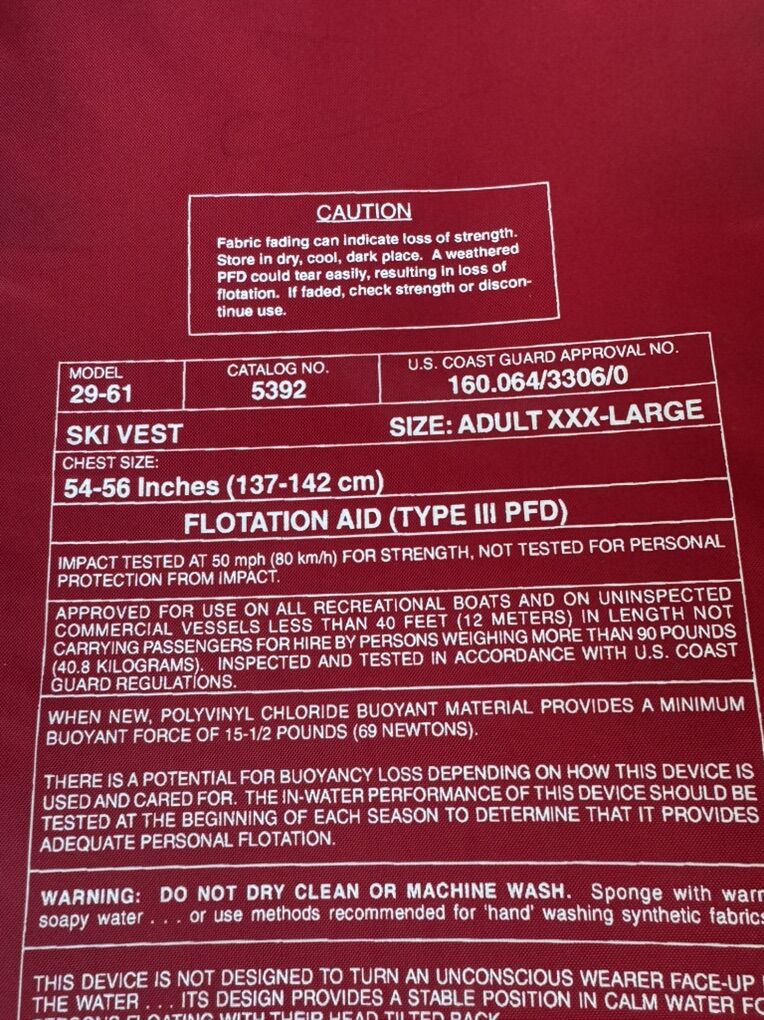 CAUTION
Fabric fading can indicate loss of strength.
Store in dry, cool, dark place. A weathered
PFD could tear easily, resulting in loss of
flotation. If faded, check strength or discon-
tinue use.
MODEL
29-61
CATALOG NO.
5392
U.S. COAST GUARD APPROVAL NO.
160.064/3306/0
SKI VEST
SIZE: ADULT XXX-LARGE
CHEST SIZE:
54-56 Inches (137-142 cm)
FLOTATION AID (TYPE III PFD)
IMPACT TESTED AT 50 mph (80 km/h) FOR STRENGTH, NOT TESTED FOR PERSONAL
PROTECTION FROM IMPACT.
APPROVED FOR USE ON ALL RECREATIONAL BOATS AND ON UNINSPECTED
COMMERCIAL VESSELS LESS THAN 40 FEET (12 METERS) IN LENGTH NOT
CARRYING PASSENGERS FOR HIRE BY PERSONS WEIGHING MORE THAN 90 POUNDS
(40.8 KILOGRAMS). INSPECTED AND TESTED IN ACCORDANCE WITH U.S. COAST
GUARD REGULATIONS.
WHEN NEW, POLYVINYL CHLORIDE BUOYANT MATERIAL PROVIDES A MINIMUM
BUOYANT FORCE OF 15-1/2 POUNDS (69 NEWTONS).
THERE IS A POTENTIAL FOR BUOYANCY LOSS DEPENDING ON HOW THIS DEVICE IS
USED AND CARED FOR. THE IN-WATER PERFORMANCE OF THIS DEVICE SHOULD BE
TESTED AT THE BEGINNING OF EACH SEASON TO DETERMINE THAT IT PROVIDES
ADEQUATE PERSONAL FLOTATION.
WARNING: DO NOT DRY CLEAN OR MACHINE WASH. Sponge with warm
soapy water . . . or use methods recommended for 'hand' washing synthetic fabrics
THIS DEVICE IS NOT DESIGNED TO TURN AN UNCONSCIOUS WEARER FACE-UP
THE WATER . . . ITS DESIGN PROVIDES A STABLE POSITION IN CALM WATER FO
PERSONS FLOATING WITH THEIR HEAD TILTED BACK